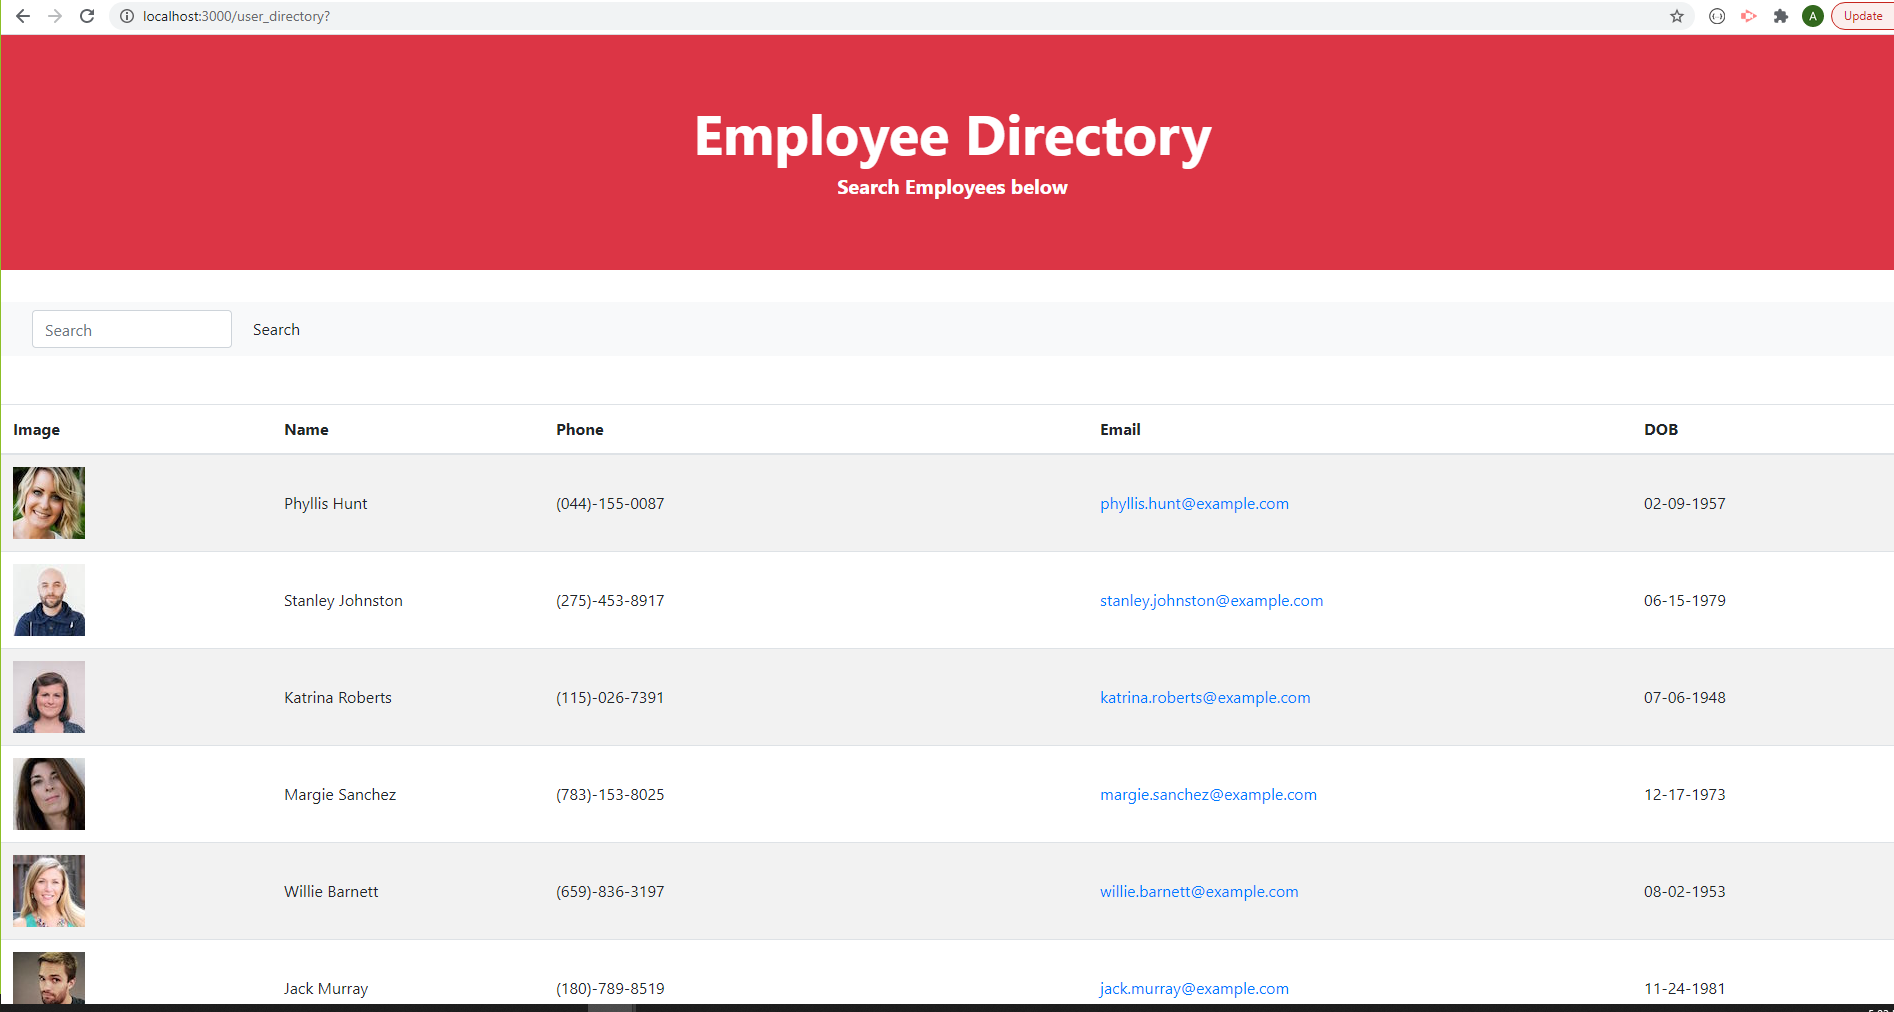 localhost:3000/user_directory?
A
Update
Employee Directory
Search Employees below
Search
Search
Image Name Phone Email DOB
Phyllis Hunt (044)-155-0087 phyllis.hunt@example.com 02-09-1957
Stanley Johnston (275)-453-8917 stanley.johnston@example.com 06-15-1979
Katrina Roberts (115)-026-7391 katrina.roberts@example.com 07-06-1948
Margie Sanchez (783)-153-8025 margie.sanchez@example.com 12-17-1973
Willie Barnett (659)-836-3197 willie.barnett@example.com 08-02-1953
Jack Murray (180)-789-8519 jack.murray@example.com 11-24-1981